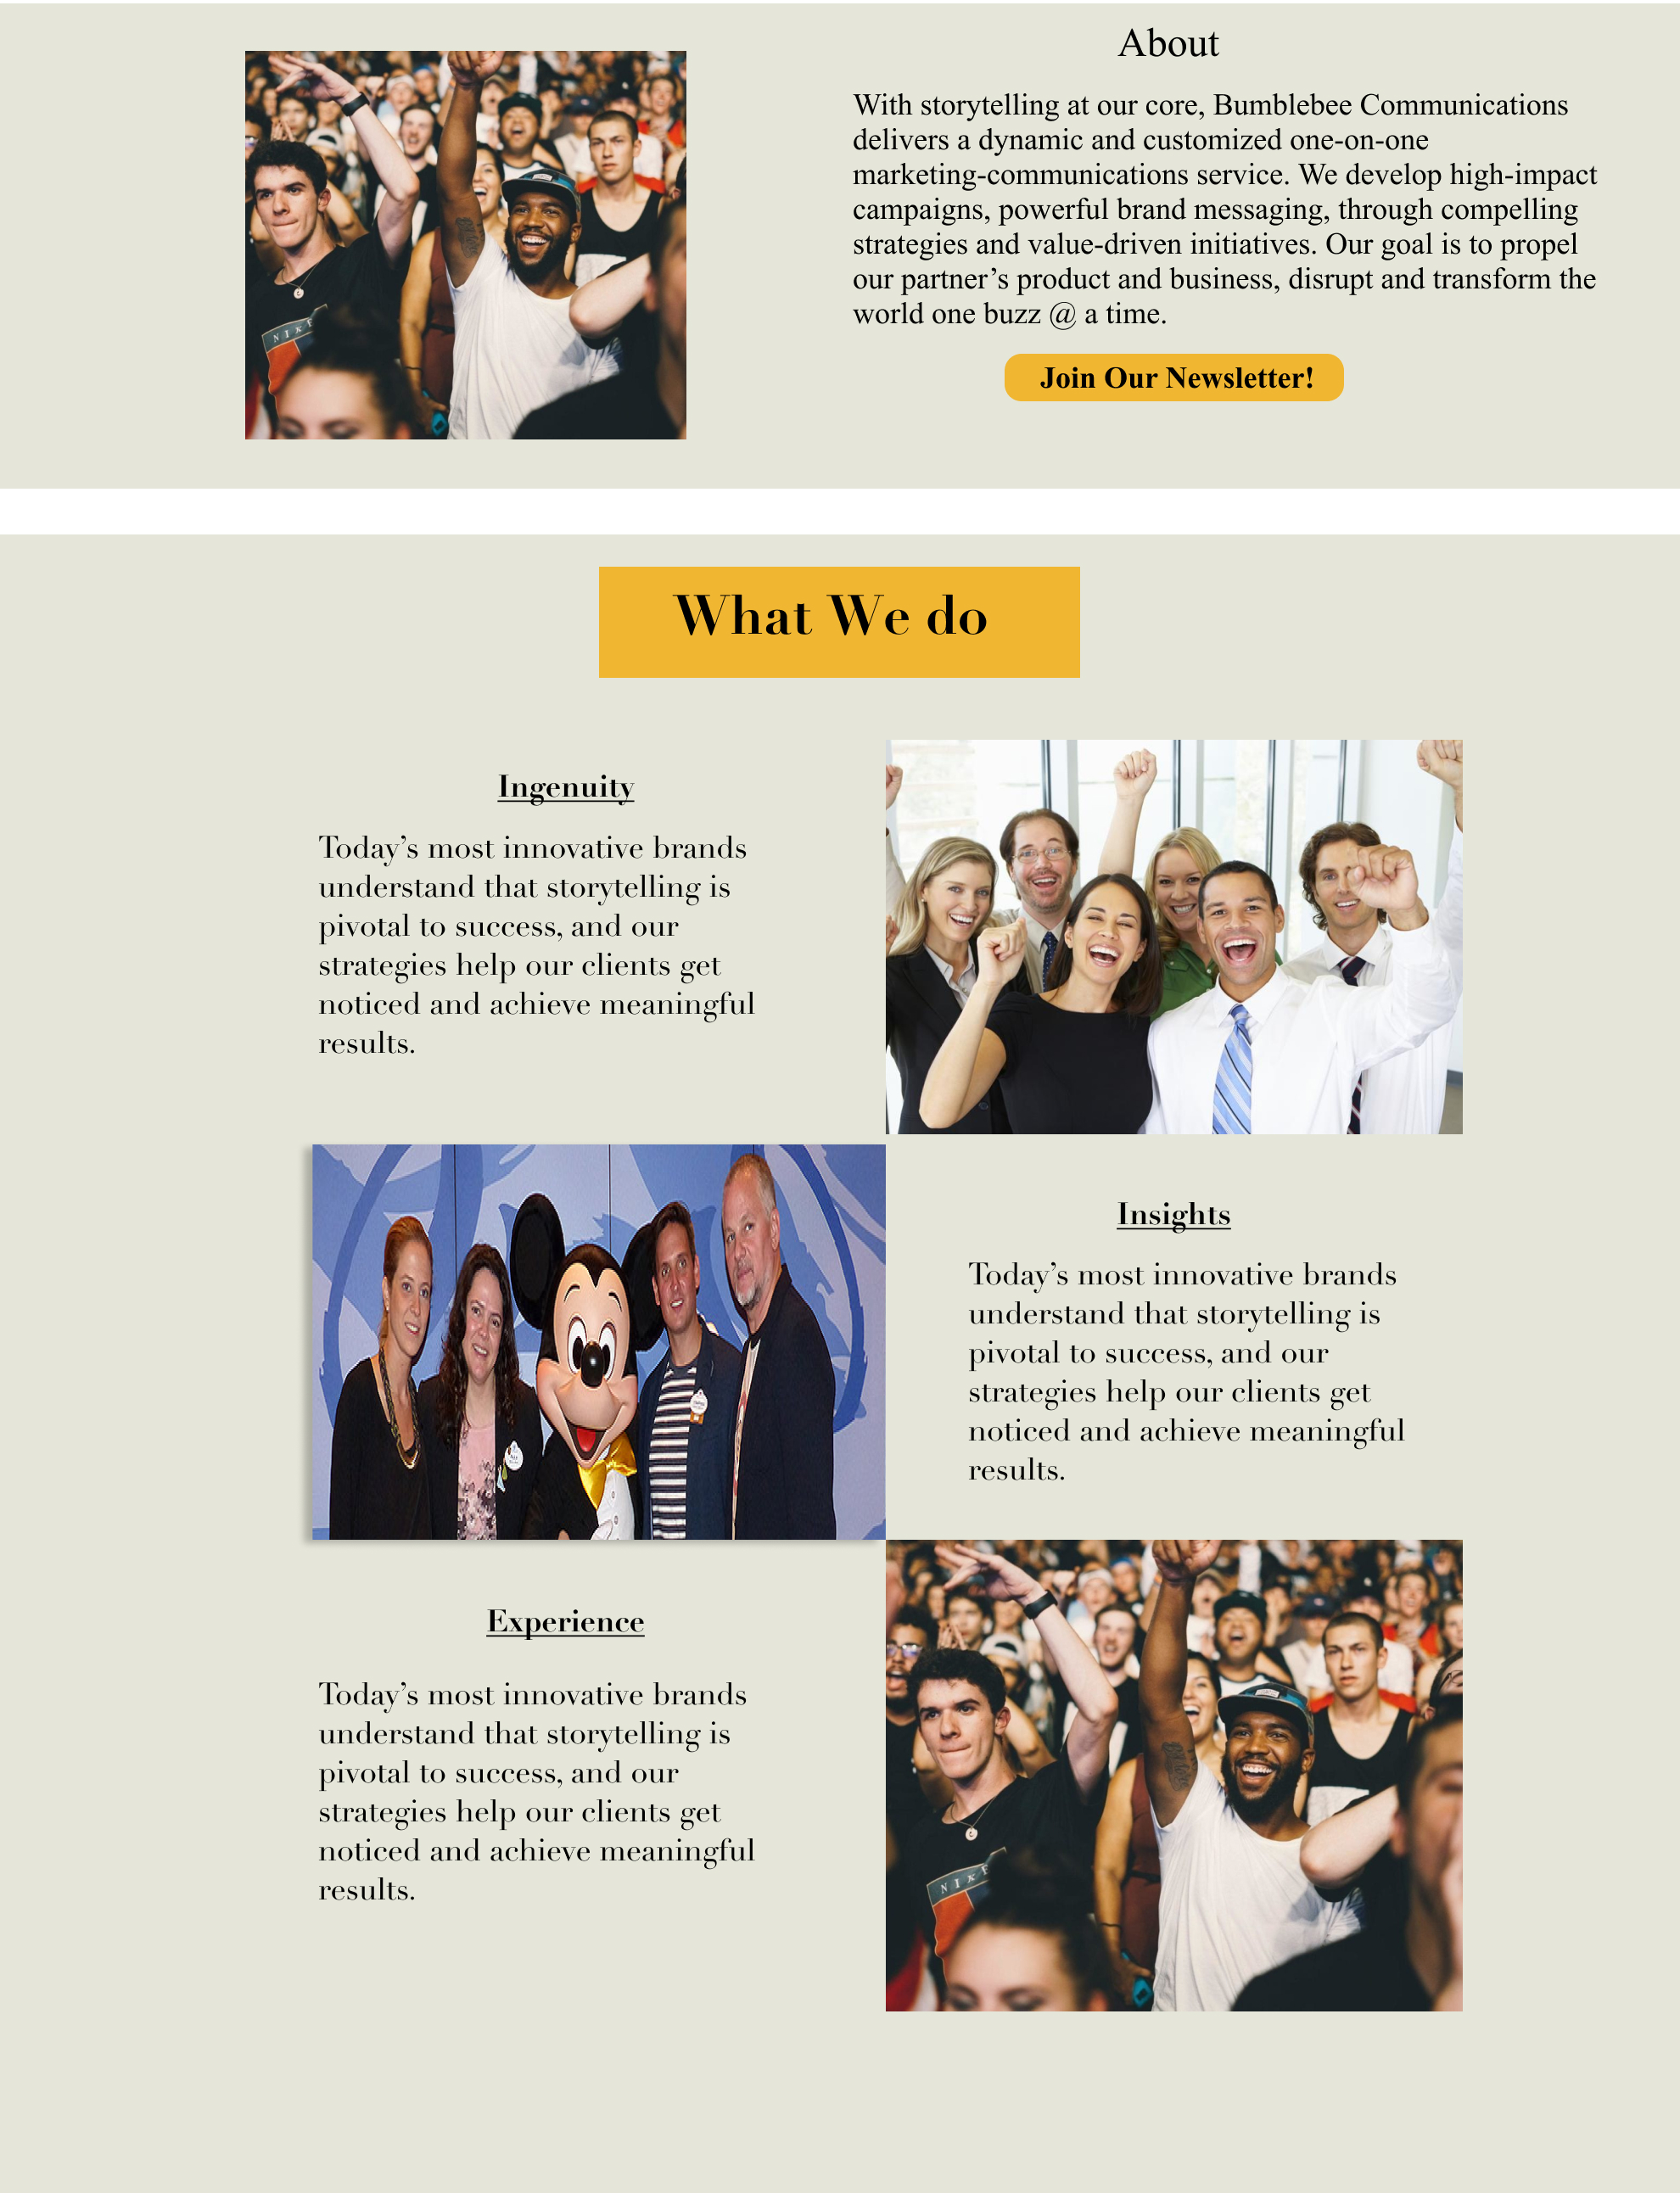 About
With storytelling at our core, Bumblebee Communications
delivers a dynamic and customized one-on-one
marketing-communications service. We develop high-impact
campaigns, powerful brand messaging, through compelling
strategies and value-driven initiatives. Our goal is to propel
our partner’s product and business, disrupt and transform the
world one buzz @ a time.
NIKE
Join Our Newsletter!
What We do
Ingenuity
Today’s most innovative brands
understand that storytelling is
pivotal to success, and our
strategies help our clients get
noticed and achieve meaningful
results.
Insights
Today’s most innovative brands
understand that storytelling is
pivotal to success, and our
strategies help our clients get
noticed and achieve meaningful
results.
Experience
Today’s most innovative brands
understand that storytelling is
pivotal to success, and our
strategies help our clients get
noticed and achieve meaningful
results.
NIKE